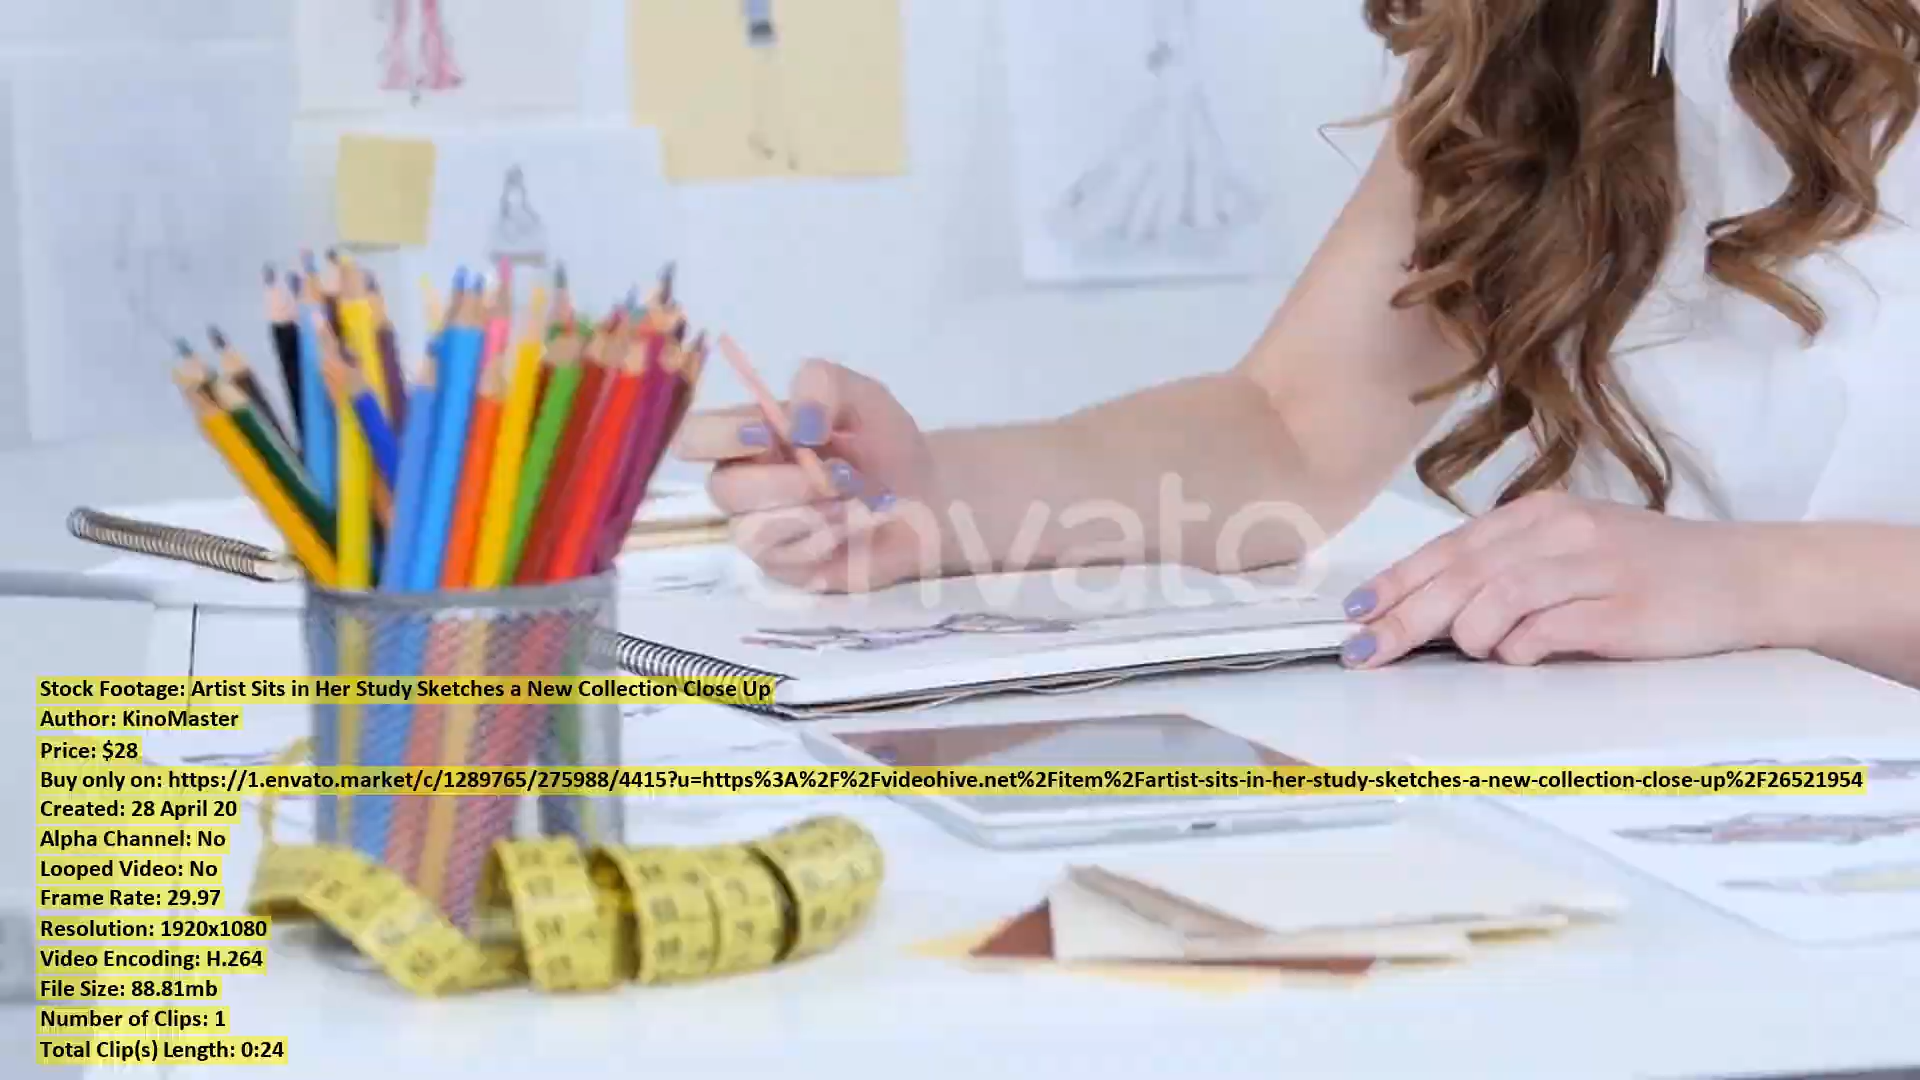 envato
Stock Footage: Artist Sits in Her Study Sketches a New Collection Close Up
Author: KinoMaster
Price: $28
Buy only on: https://1.envato.market/c/1289765/275988/4415?u=https%3A%2F%2Fvideohive.net%2Fitem%2Fartist-sits-in-her-study-sketches-a-new-collection-close-up%2F26521954
Created: 28 April 20
Alpha Channel: No
Looped Video: No
Frame Rate: 29.97
Resolution: 1920x1080
Video Encoding: H.264
File Size: 88.81mb
Number of Clips: 1
Total Clip(s) Length: 0:24